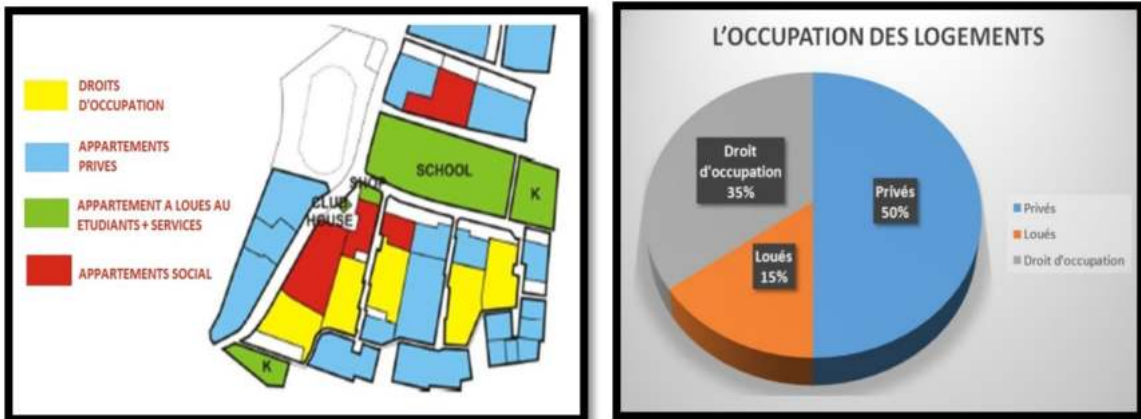 DROITS
D'OCCUPATION
APPARTEMENTS
PRIVES
APPARTEMENT A LOUES AU
ETUDIANTS + SERVICES
APPARTEMENTS SOCIAL
SCHOOL
K
SHOP
CLUB
HOUSE
K
L'OCCUPATION DES LOGEMENTS
Droit
d'occupation
35%
Privés
50%
Loués
15%
Privés
Loués
Droit d'occupation